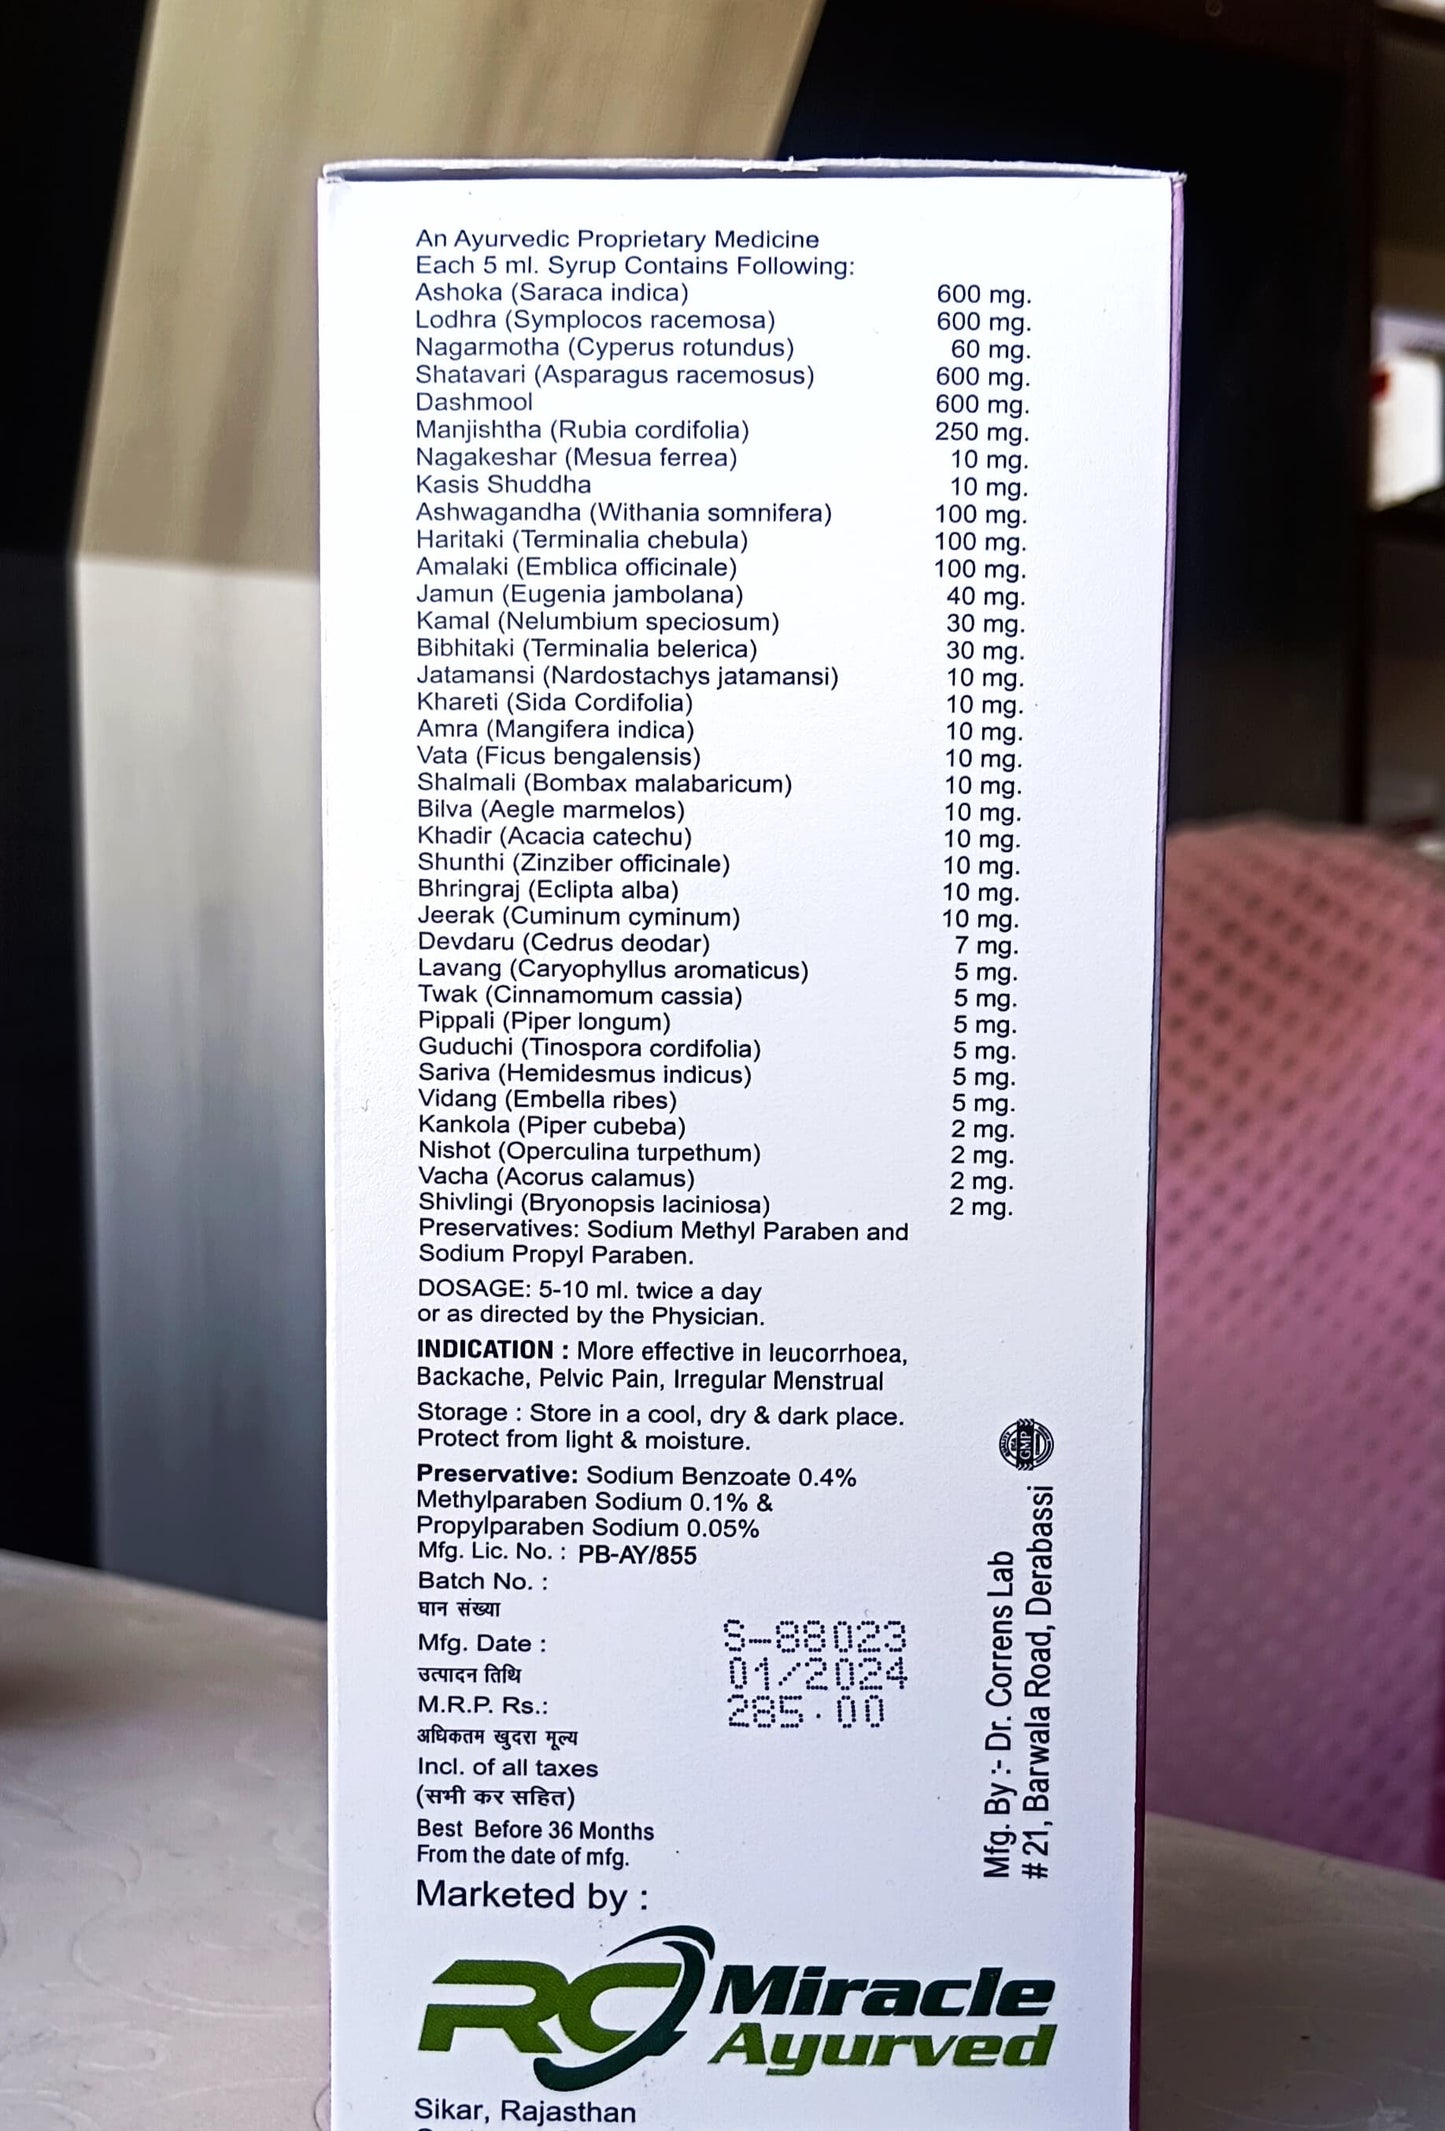 An Ayurvedic Proprietary Medicine
Each 5 ml. Syrup Contains Following:
Ashoka (Saraca indica) 600 mg.
Lodhra (Symplocos racemosa) 600 mg.
Nagarmotha (Cyperus rotundus) 60 mg.
Shatavari (Asparagus racemosus) 600 mg.
Dashmool 600 mg.
Manjishtha (Rubia cordifolia) 250 mg.
Nagakeshar (Mesua ferrea) 10 mg.
Kasis Shuddha 10 mg.
Ashwagandha (Withania somnifera) 100 mg.
Haritaki (Terminalia chebula) 100 mg.
Amalaki (Emblica officinale) 100 mg.
Jamun (Eugenia jambolana) 40 mg.
Kamal (Nelumbium speciosum) 30 mg.
Bibhitaki (Terminalia belerica) 30 mg.
Jatamansi (Nardostachys jatamansi) 10 mg.
Khareti (Sida Cordifolia) 10 mg.
Amra (Mangifera indica) 10 mg.
Vata (Ficus bengalensis) 10 mg.
Shalmali (Bombax malabaricum) 10 mg.
Bilva (Aegle marmelos) 10 mg.
Khadir (Acacia catechu) 10 mg.
Shunthi (Zinziber officinale) 10 mg.
Bhringraj (Eclipta alba) 10 mg.
Jeerak (Cuminum cyminum) 10 mg.
Devdaru (Cedrus deodar) 7 mg.
Lavang (Caryophyllus aromaticus) 5 mg.
Twak (Cinnamomum cassia) 5 mg.
Pippali (Piper longum) 5 mg.
Guduchi (Tinospora cordifolia) 5 mg.
Sariva (Hemidesmus indicus) 5 mg.
Vidang (Embella ribes) 5 mg.
Kankola (Piper cubeba) 2 mg.
Nishot (Operculina turpethum) 2 mg.
Vacha (Acorus calamus) 2 mg.
Shivlingi (Bryonopsis laciniosa) 2 mg.
Preservatives: Sodium Methyl Paraben and
Sodium Propyl Paraben.
DOSAGE: 5-10 ml. twice a day
or as directed by the Physician.
INDICATION : More effective in leucorrhoea,
Backache, Pelvic Pain, Irregular Menstrual
Storage : Store in a cool, dry & dark place.
Protect from light & moisture.
Preservative: Sodium Benzoate 0.4%
Methylparaben Sodium 0.1% &
Propylparaben Sodium 0.05%
Mfg. Lic. No. : PB-AY/855
Batch No. :
घान संख्या
S-88023
Mfg. Date :
उत्पादन तिथि
01/2024
M.R.P. Rs.:
285.00
अधिकतम खुदरा मूल्य
Incl. of all taxes
(सभी कर सहित)
Best Before 36 Months
From the date of mfg.
Marketed by :
RC Miracle
Ayurved
Sikar, Rajasthan
GMP
Mfg. By :- Dr. Correns Lab
# 21, Barwala Road, Derabassi